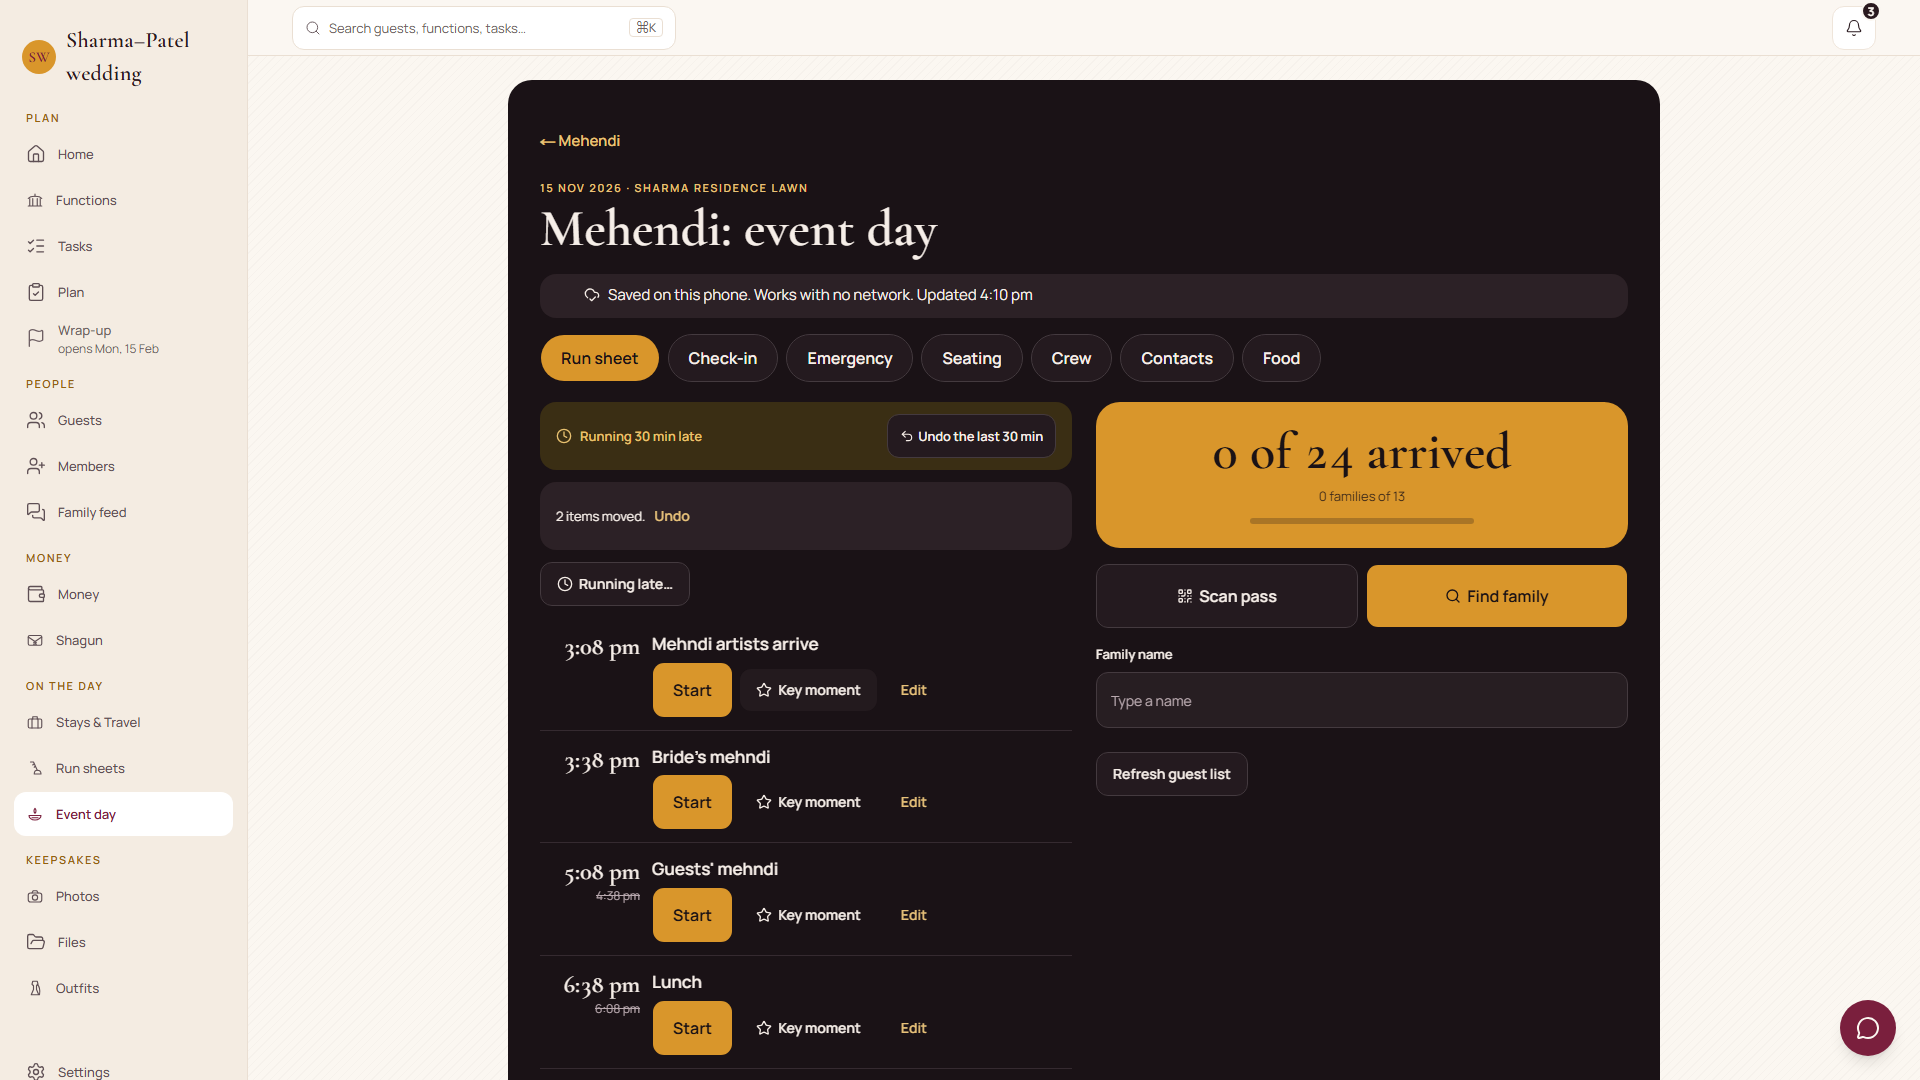 SW
Sharma–Patel
wedding
PLAN
Home
Functions
Tasks
Plan
Wrap-up
opens Mon, 15 Feb
PEOPLE
Guests
Members
Family feed
MONEY
Money
Shagun
ON THE DAY
Stays & Travel
Run sheets
Event day
KEEPSAKES
Photos
Files
Outfits
Settings
Search guests, functions, tasks… ⌘K
3
← Mehendi
15 NOV 2026 · SHARMA RESIDENCE LAWN
Mehendi: event day
Saved on this phone. Works with no network. Updated 4:10 pm
Run sheet Check-in Emergency Seating Crew Contacts Food
Running 30 min late Undo the last 30 min
2 items moved. Undo
Running late…
3:08 pm Mehndi artists arrive
Start Key moment Edit
3:38 pm Bride's mehndi
Start Key moment Edit
5:08 pm Guests' mehndi
4:38 pm
Start Key moment Edit
6:38 pm Lunch
6:08 pm
Start Key moment Edit
0 of 24 arrived
0 families of 13
Scan pass Find family
Family name
Type a name
Refresh guest list